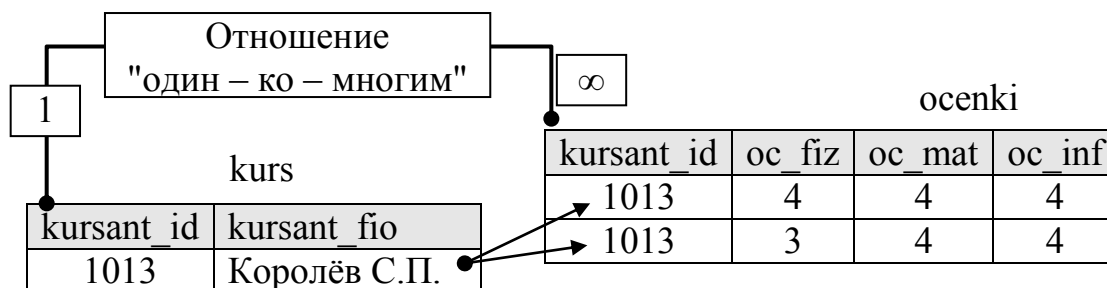 Отношение
"один – ко – многим"
1
∞
ocenki
kursant_id oc_fiz oc_mat oc_inf
1013 4 4 4
1013 3 4 4
kurs
kursant_id kursant_fio
1013 Королёв С.П.